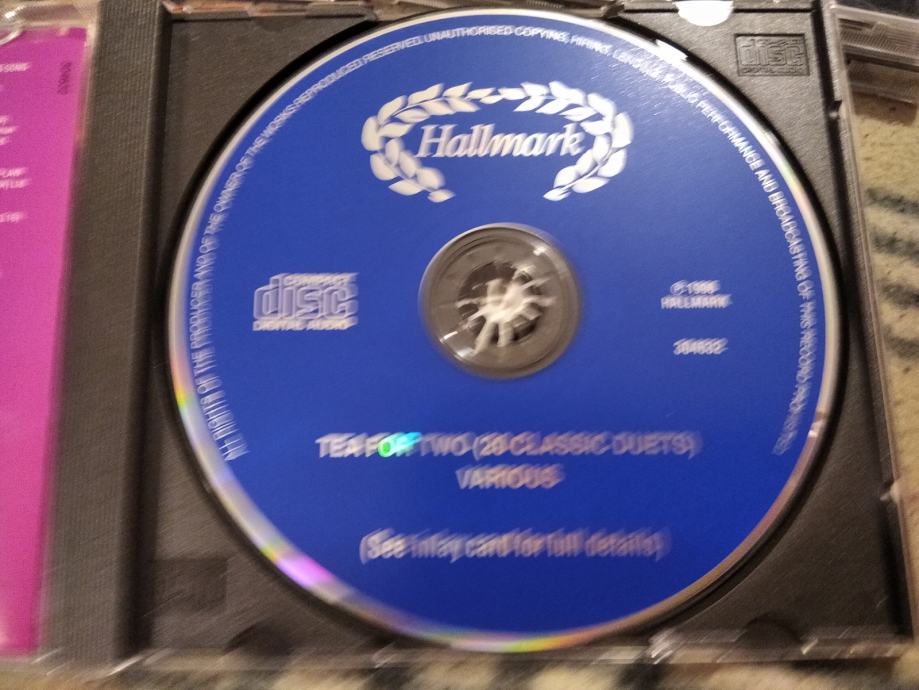 ALL RIGHTS OF THE PRODUCER AND OF THE OWNER OF THE WORKS REPRODUCED RESERVED. UNAUTHORISED COPYING, HIRING, LENDING, PUBLIC PERFORMANCE AND BROADCASTING OF THIS RECORD PROHIBITED
disc
Hallmark
COMPACT
disc
DIGITAL AUDIO
HALLMARK
TEA FOR TWO (20 CLASSIC DUETS)
VARIOUS
(See inlay card for full details)